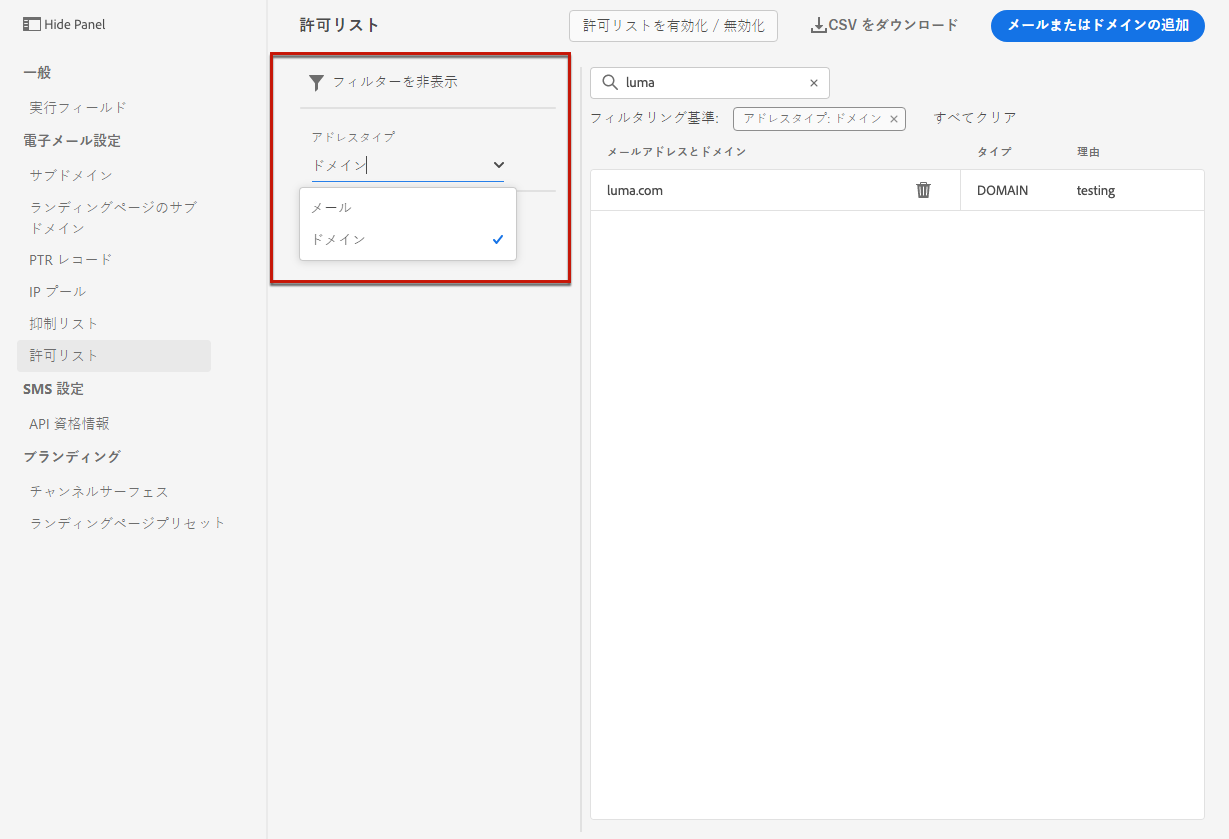 Hide Panel
一般
実行フィールド
電子メール設定
サブドメイン
ランディングページのサブ
ドメイン
PTR レコード
IP プール
抑制リスト
許可リスト
SMS 設定
API 資格情報
ブランディング
チャンネルサーフェス
ランディングページプリセット
許可リスト
許可リストを有効化 / 無効化
CSV をダウンロード
メールまたはドメインの追加
フィルターを非表示
アドレスタイプ
ドメイン
メール
ドメイン
luma
フィルタリング基準:
アドレスタイプ: ドメイン
すべてクリア
メールアドレスとドメイン
タイプ
理由
luma.com
DOMAIN
testing